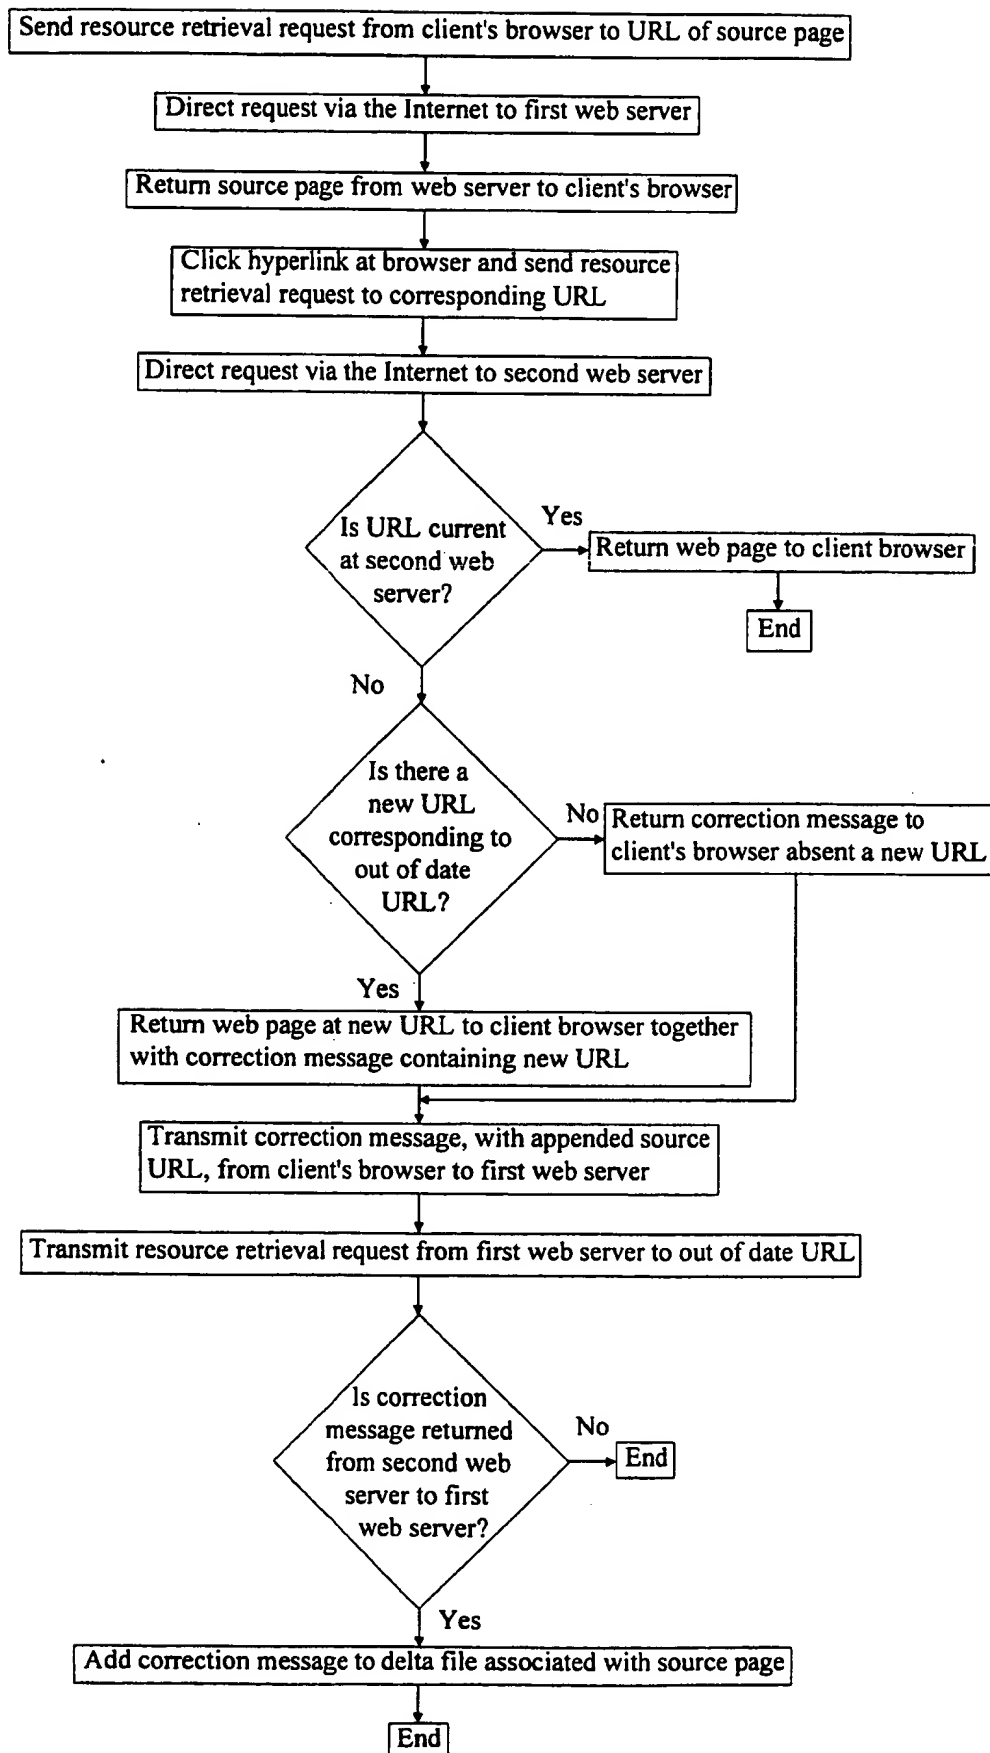 Send resource retrieval request from client's browser to URL of source page
Direct request via the Internet to first web server
Return source page from web server to client's browser
Click hyperlink at browser and send resource
retrieval request to corresponding URL
Direct request via the Internet to second web server
Is URL current
at second web
server?
Yes
Return web page to client browser
End
No
Is there a
new URL
corresponding to
out of date
URL?
No
Return correction message to
client's browser absent a new URL
Yes
Return web page at new URL to client browser together
with correction message containing new URL
Transmit correction message, with appended source
URL, from client's browser to first web server
Transmit resource retrieval request from first web server to out of date URL
Is correction
message returned
from second web
server to first
web server?
No
End
Yes
Add correction message to delta file associated with source page
End